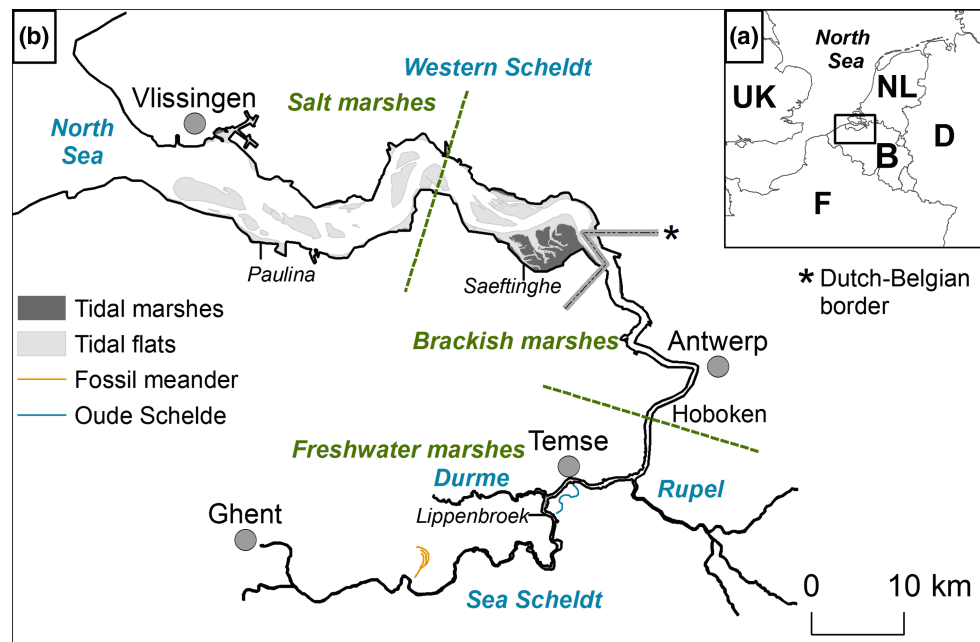 (b)
Western Scheldt
Salt marshes
Vlissingen
North
Sea
Paulina
Saeftinghe
*
Tidal marshes
Tidal flats
Fossil meander
Oude Schelde
Brackish marshes
Antwerp
Hoboken
Freshwater marshes
Temse
Durme
Rupel
Lippenbroek
Ghent
Sea Scheldt
(a)
North
Sea
UK
NL
D
B
F
* Dutch-Belgian
border
0 10 km